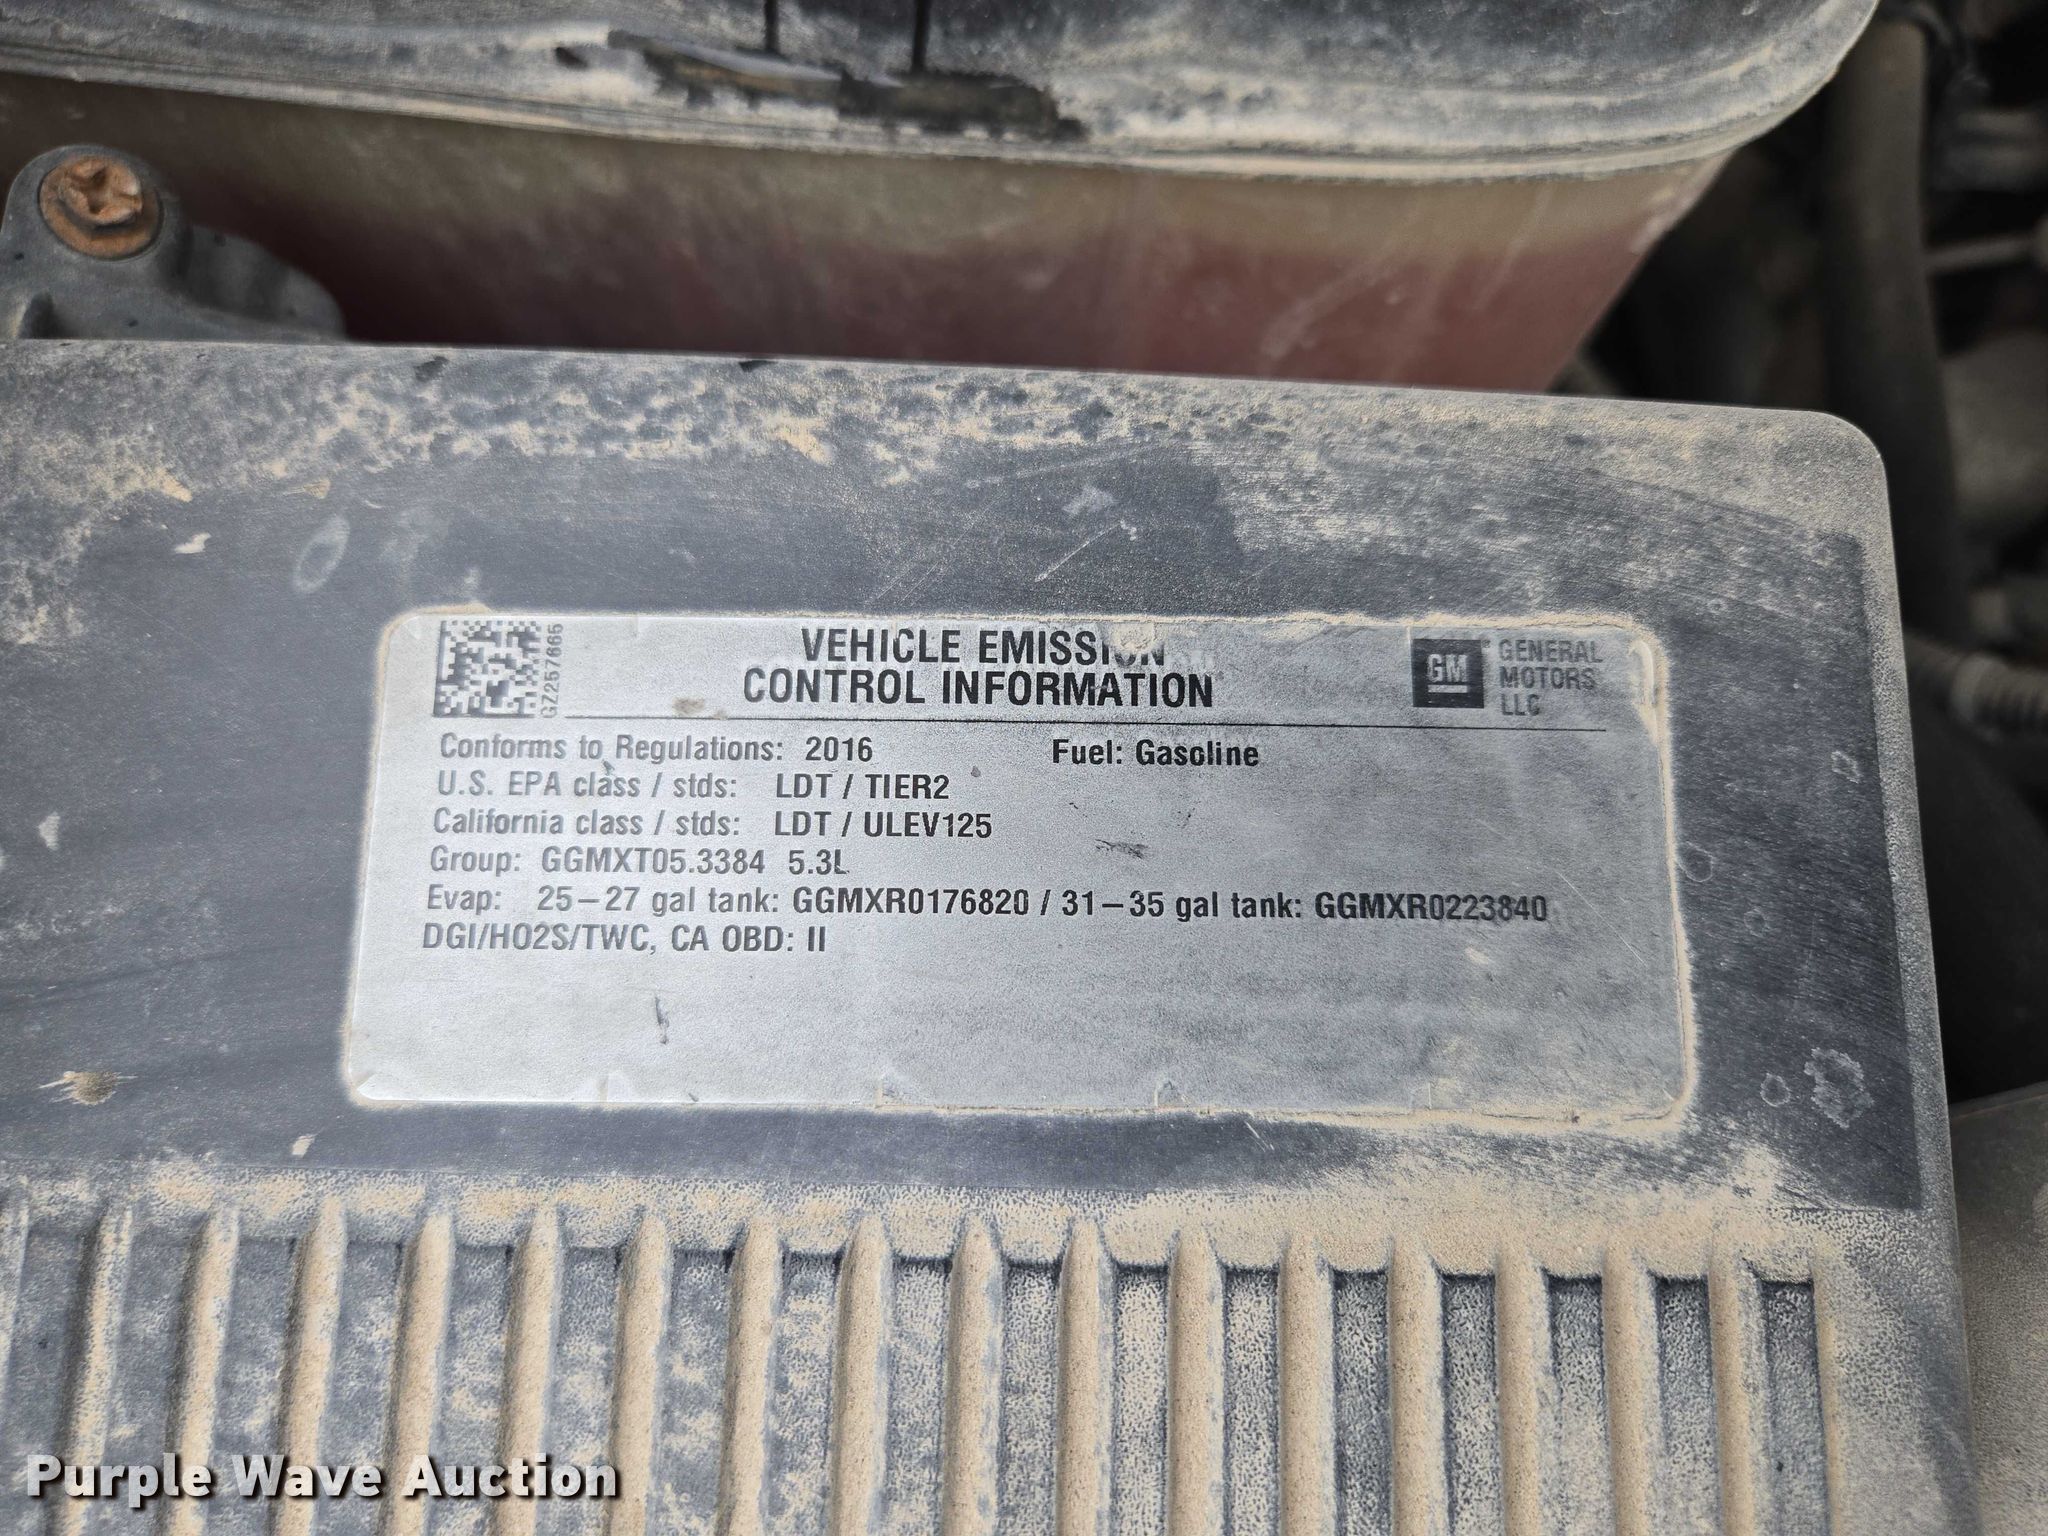 GZ257665
VEHICLE EMISSION
CONTROL INFORMATION
GM
GENERAL
MOTORS
LLC
Conforms to Regulations: 2016 Fuel: Gasoline
U.S. EPA class / stds: LDT / TIER2
California class / stds: LDT / ULEV125
Group: GGMXT05.3384 5.3L
Evap: 25–27 gal tank: GGMXR0176820 / 31–35 gal tank: GGMXR0223840
DGI/HO2S/TWC, CA OBD: II
Purple Wave Auction